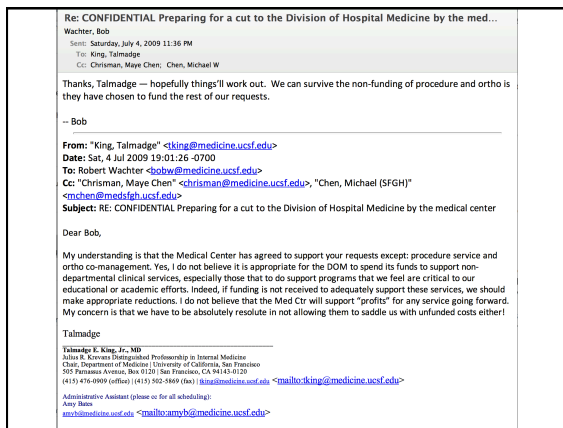 Re: CONFIDENTIAL Preparing for a cut to the Division of Hospital Medicine by the med...
Wachter, Bob
Sent: Saturday, July 4, 2009 11:36 PM
To: King, Talmadge
Cc: Chrisman, Maye Chen; Chen, Michael W
Thanks, Talmadge — hopefully things'll work out. We can survive the non-funding of procedure and ortho is
they have chosen to fund the rest of our requests.
-- Bob
From: "King, Talmadge" <tking@medicine.ucsf.edu>
Date: Sat, 4 Jul 2009 19:01:26 -0700
To: Robert Wachter <bobw@medicine.ucsf.edu>
Cc: "Chrisman, Maye Chen" <chrisman@medicine.ucsf.edu>, "Chen, Michael (SFGH)"
<mchen@medsfgh.ucsf.edu>
Subject: RE: CONFIDENTIAL Preparing for a cut to the Division of Hospital Medicine by the medical center
Dear Bob,
My understanding is that the Medical Center has agreed to support your requests except: procedure service and
ortho co-management. Yes, I do not believe it is appropriate for the DOM to spend its funds to support non-
departmental clinical services, especially those that to do support programs that we feel are critical to our
educational or academic efforts. Indeed, if funding is not received to adequately support these services, we should
make appropriate reductions. I do not believe that the Med Ctr will support "profits" for any service going forward.
My concern is that we have to be absolutely resolute in not allowing them to saddle us with unfunded costs either!
Talmadge
Talmadge E. King, Jr., MD
Julius R. Krevans Distinguished Professorship in Internal Medicine
Chair, Department of Medicine | University of California, San Francisco
505 Parnassus Avenue, Box 0120 | San Francisco, CA 94143-0120
(415) 476-0909 (office) | (415) 502-5869 (fax) | tking@medicine.ucsf.edu <mailto:tking@medicine.ucsf.edu>
Administrative Assistant (please cc for all scheduling):
Amy Bates
amyb@medicine.ucsf.edu <mailto:amyb@medicine.ucsf.edu>